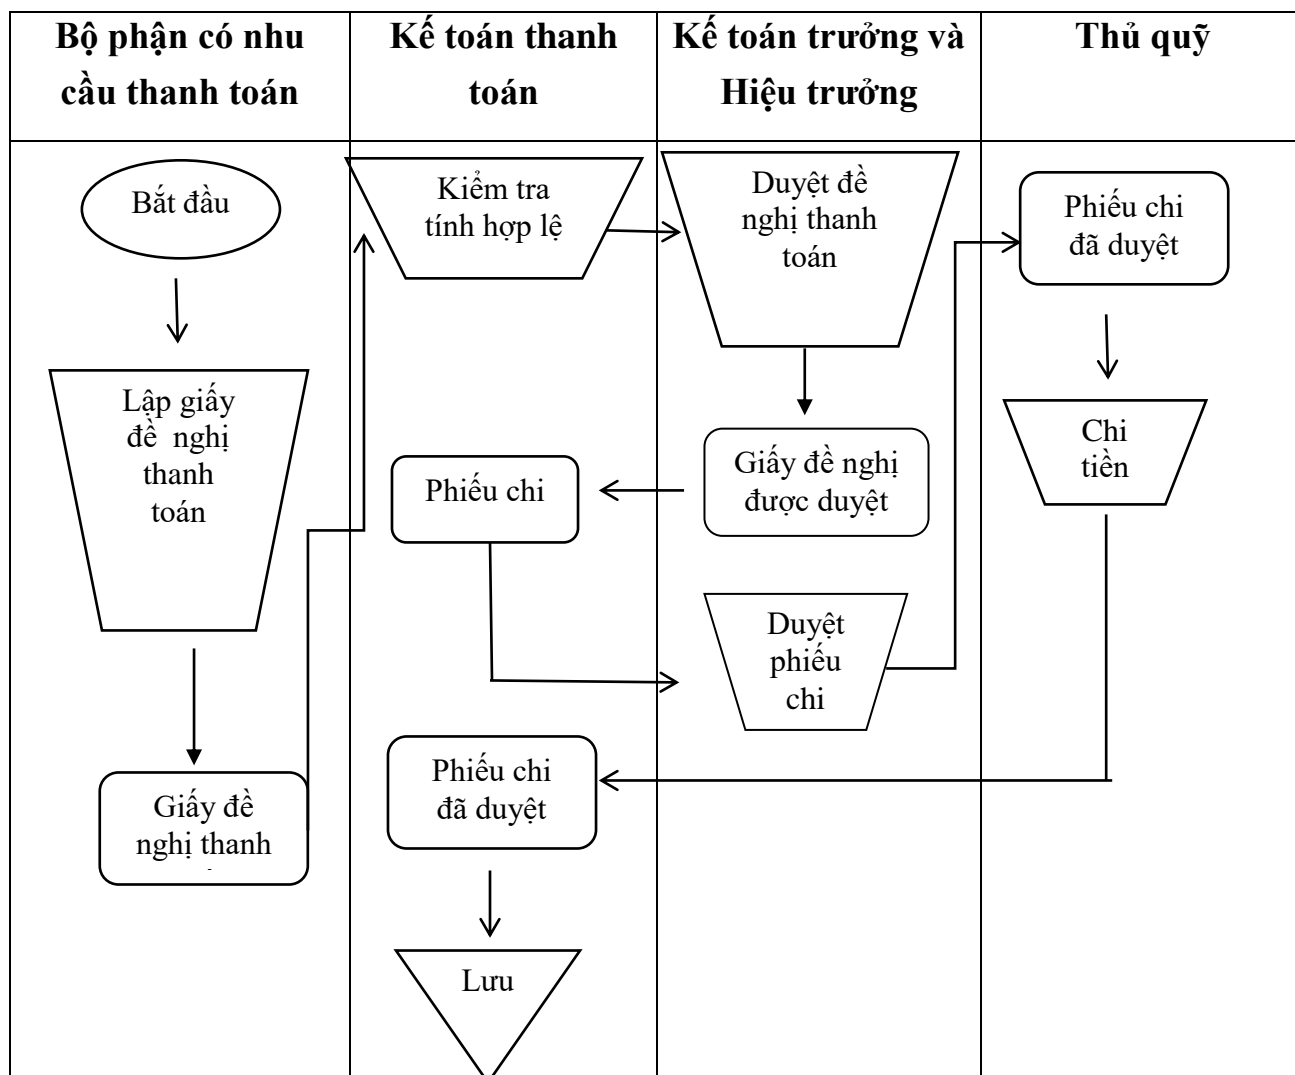 Bộ phận có nhu
cầu thanh toán
Kế toán thanh
toán
Kế toán trưởng và
Hiệu trưởng
Thủ quỹ
Bắt đầu
Lập giấy
đề nghị
thanh
toán
Giấy đề
nghị thanh
Kiểm tra
tính hợp lệ
Phiếu chi
Phiếu chi
đã duyệt
Lưu
Duyệt đề
nghị thanh
toán
Giấy đề nghị
được duyệt
Duyệt
phiếu
chi
Phiếu chi
đã duyệt
Chi
tiền